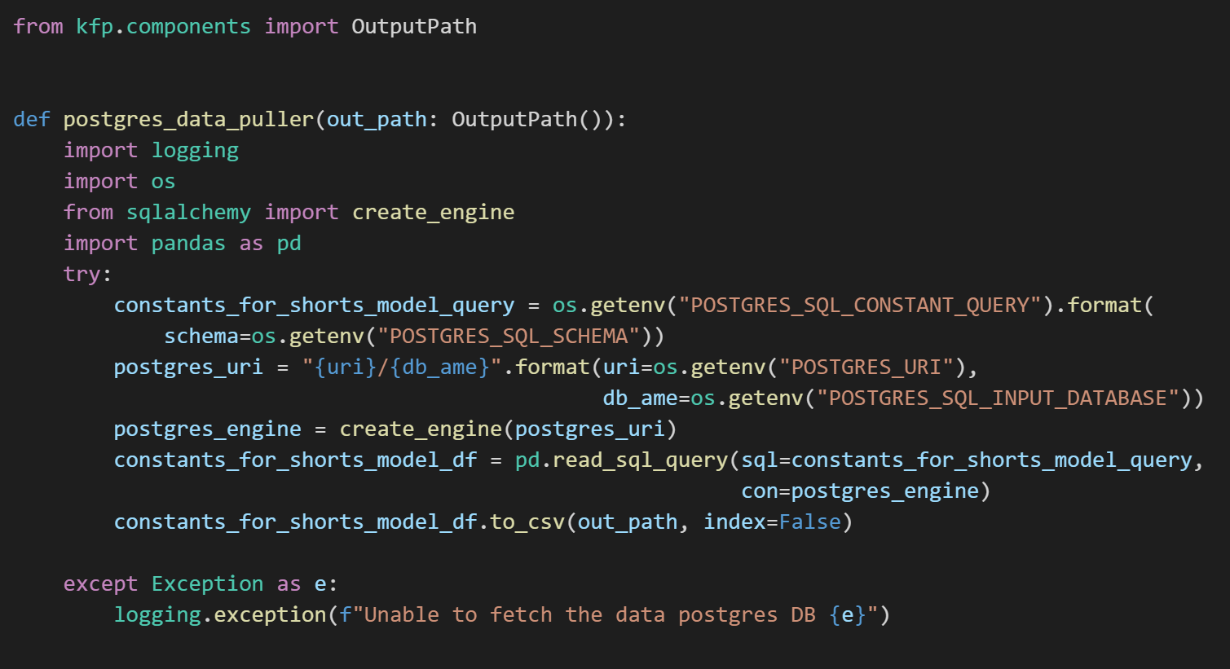 from kfp.components import OutputPath
def postgres_data_puller(out_path: OutputPath()):
    import logging
    import os
    from sqlalchemy import create_engine
    import pandas as pd
    try:
        constants_for_shorts_model_query = os.getenv("POSTGRES_SQL_CONSTANT_QUERY").format(
            schema=os.getenv("POSTGRES_SQL_SCHEMA"))
        postgres_uri = "{uri}/{db_ame}".format(uri=os.getenv("POSTGRES_URI"),
                                               db_ame=os.getenv("POSTGRES_SQL_INPUT_DATABASE"))
        postgres_engine = create_engine(postgres_uri)
        constants_for_shorts_model_df = pd.read_sql_query(sql=constants_for_shorts_model_query,
                                                          con=postgres_engine)
        constants_for_shorts_model_df.to_csv(out_path, index=False)
    except Exception as e:
        logging.exception(f"Unable to fetch the data postgres DB {e}")